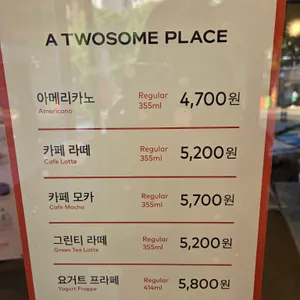 A TWOSOME PLACE
아메리카노 Regular 4,700원
Americano 355ml
카페 라떼 Regular 5,200원
Cafe Latte 355ml
카페 모카 Regular 5,700원
Cafe Mocha 355ml
그린티 라떼 Regular 5,200원
Green Tea Latte 355ml
요거트 프라페 Regular 5,800원
Yogurt Frappe 414ml